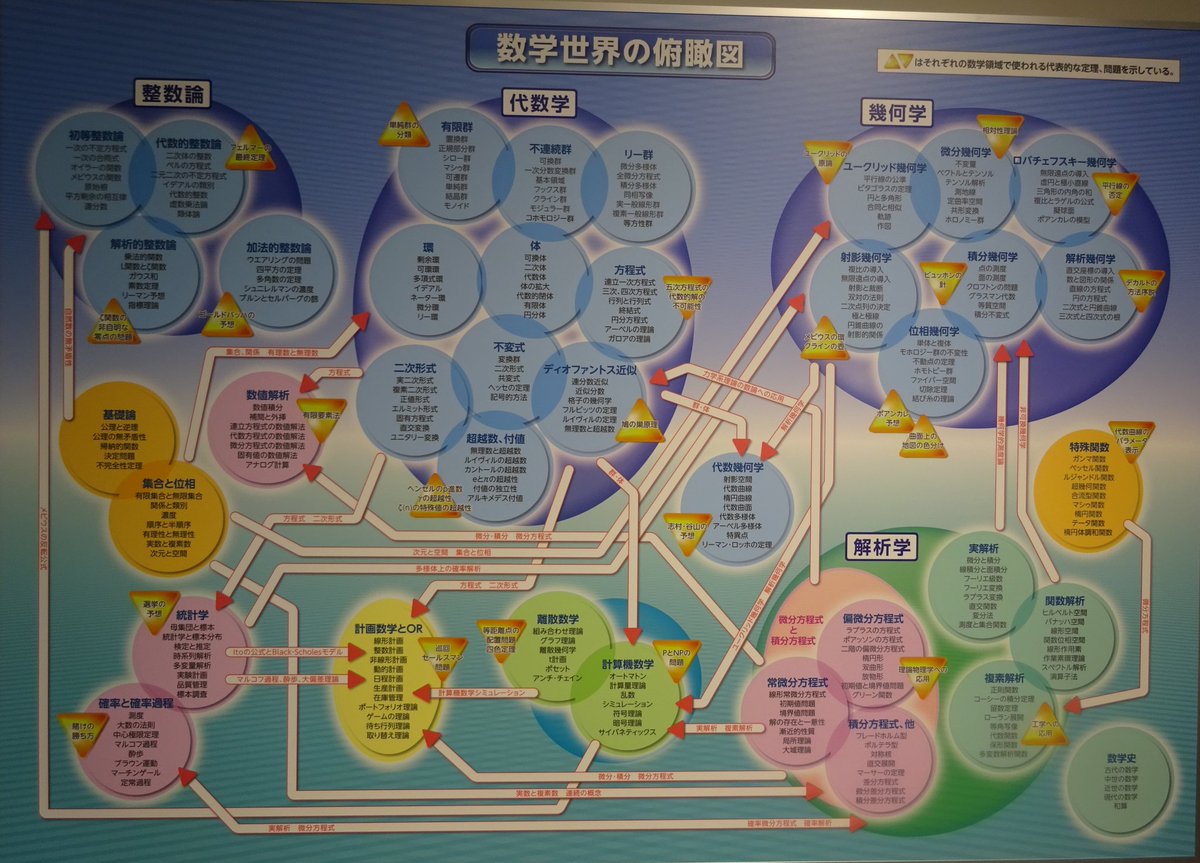 数学世界の俯瞰図
はそれぞれの数学領域で使われる代表的な定理、問題を示している。
整数論
初等整数論
一次の不定方程式
一次の合同式
オイラーの関数
メビウスの関数
原始根
平方剰余の相互律
連分数
代数的整数論
二次体の整数
ペルの方程式
二元二次の不定方程式
イデアルの類別
代数的整数
虚数乗法論
類体論
フェルマーの
最終定理
解析的整数論
乗法的関数
L関数とζ関数
ガウス和
素数定理
リーマン予想
指標理論
加法的整数論
ウエアリングの問題
四平方の定理
多角数の定理
シュニレルマンの濃度
ブルンとセルバーグの篩
ζ関数の
非自明な
零点の問題
ゴールドバッハの
予想
代数学
単純群の
分類
有限群
置換群
正規部分群
シロー群
マシゥ群
可遷群
単純群
結晶群
モノイド
不連続群
可換群
一次分数変換群
基本領域
フックス群
クライン群
モジュラー群
コホモロジー群
リー群
微分多様体
全微分方程式
積分多様体
同相写像
実一般線形群
複素一般線形群
等方性群
環
剰余環
可環環
多項式環
イデアル
ネーター環
微分環
リー環
体
可換体
二次体
代数体
体の拡大
代数的閉体
有限体
円分体
方程式
連立一次方程式
三次、四次方程式
行列と行列式
終結式
円分方程式
アーベルの理論
ガロアの理論
五次方程式の
代数的解の
不可能性
二次形式
実二次形式
複素二次形式
正値形式
エルミット形式
固有方程式
直交変換
ユニタリー変換
不変式
変換群
二次形式
共変式
ヘッセの定理
記号的方法
ディオファントス近似
連分数近似
近似分数
格子の幾何学
フルビッツの定理
ルイヴィルの定理
無理数と超越数
鳩の巣原理
超越数、付値
無理数と超越数
ルイヴィルの超越数
カントールの超越数
eとπの超越性
付値の独立性
アルキメデス付値
ヘンゼルのp進数
γの超越性
ζ(n)の特殊値の超越性
幾何学
ユークリッドの
原論
相対性理論
平行線の
否定
ユークリッド幾何学
平行線の公準
ピタゴラスの定理
円と多角形
合同と相似
軌跡
作図
微分幾何学
不変量
ベクトルとテンソル
テンソル解析
測地線
定曲率空間
共形変換
ホロノミー群
ロバチェフスキー幾何学
無限遠点の導入
虚円と極小直線
三角形の内角の和
複比とラゲルの公式
擬球面
ポアンカレの模型
射影幾何学
複比の導入
無限遠点の導入
射影と截断
双対の法則
二次点列の決定
極と極線
円錐曲線の
射影的関係
ビュッホンの
針
積分幾何学
点の測度
面の測度
クロフトンの問題
グラスマン代数
等質空間
積分不変式
解析幾何学
直交座標の導入
数と図形の関係
直線の方程式
円の方程式
二次式と円錐曲線
三次式と四次式の根
デカルトの
方法序説
メビウスの環
クラインの壺
位相幾何学
単体と複体
モホロジー群の不変性
不動点の定理
ホモトピー群
ファイバー空間
切除定理
結び糸の理論
ポアンカレ
予想
曲面上の
地図の色分け
基礎論
公理と逆理
公理の無矛盾性
帰納的関数
決定問題
不完全性定理
集合と位相
有限集合と無限集合
関係と類別
濃度
順序と半順序
有理性と無理性
実数と複素数
次元と空間
数値解析
数値積分
補間と外挿
連立方程式の数値解法
代数方程式の数値解法
微分方程式の数値解法
固有値の数値解法
アナログ計算
有限要素法
集合、関係 有理数と無理数
方程式
方程式 二次形式
力学系理論の数論への応用
群・体
解析幾何学
代数幾何学
射影空間
代数曲線
楕円曲線
代数曲面
代数多様体
アーベル多様体
特異点
リーマン・ロッホの定理
志村・谷山の
予想
特殊関数
ガンマ関数
ベッセル関数
ルジャンドル関数
超幾何関数
合流型関数
マシゥ関数
楕円関数
テータ関数
楕円体調和関数
代数曲線の
パラメータ
表示
微分・積分 微分方程式
次元と空間 集合と位相
多様体上の確率解析
方程式 二次形式
メビウスの反転公式
統計学
母集団と標本
統計学と標本分布
検定と推定
時系列解析
多変量解析
実験計画
品質管理
標本調査
選挙の
予想
確率と確率過程
測度
大数の法則
中心極限定理
マルコフ過程
酔歩
ブラウン運動
マーチンゲール
定常過程
賭けの
勝ち方
Itoの公式とBlack-Scholesモデル
マルコフ過程、酔歩、大偏差理論
計画数学とOR
線形計画
整数計画
非線形計画
動的計画
日程計画
生産計画
在庫管理
ポートフォリオ理論
ゲームの理論
待ち行列理論
取り替え理論
巡回
セールスマン
問題
離散数学
組み合わせ理論
グラフ理論
離散幾何学
t計画
ポセット
アンチ・チェイン
等距離点の
配置問題
四色定理
計算機数学
オートマトン
計算量理論
乱数
シミュレーション
符号理論
暗号理論
サイバネティックス
PとNPの
問題
計算機数学シミュレーション
実解析 複素解析
解析学
微分方程式
と
積分方程式
偏微分方程式
ラプラスの方程式
ポアソンの方程式
二階の偏微分方程式
楕円形
双曲形
放物形
初期値と境界値問題
グリーン関数
常微分方程式
線形常微分方程式
初期値問題
境界値問題
解の存在と一意性
漸近的性質
局所理論
大域理論
積分方程式、他
フレードホルム型
ボルテラ型
対称核
直交展開
マーサーの定理
差分方程式
微分差分方程式
積分差分方程式
理論物理学への
応用
実解析
微分と積分
線積分と面積分
フーリエ級数
フーリエ変換
ラプラス変換
直交関数
変分法
測度と集合関数
関数解析
ヒルベルト空間
バナッハ空間
線形空間
関数位相空間
線形作用素
作業素環理論
スペクトル解析
演算子法
複素解析
正則関数
コーシーの積分定理
留数定理
ローラン展開
等角写像
代数関数
保形関数
多変数解析関数
工学への
応用
微分方程式
数学史
古代の数学
中世の数学
近世の数学
現代の数学
和算
微分・積分 微分方程式
実数と複素数 連続の概念
実解析 微分方程式
確率微分方程式 確率解析